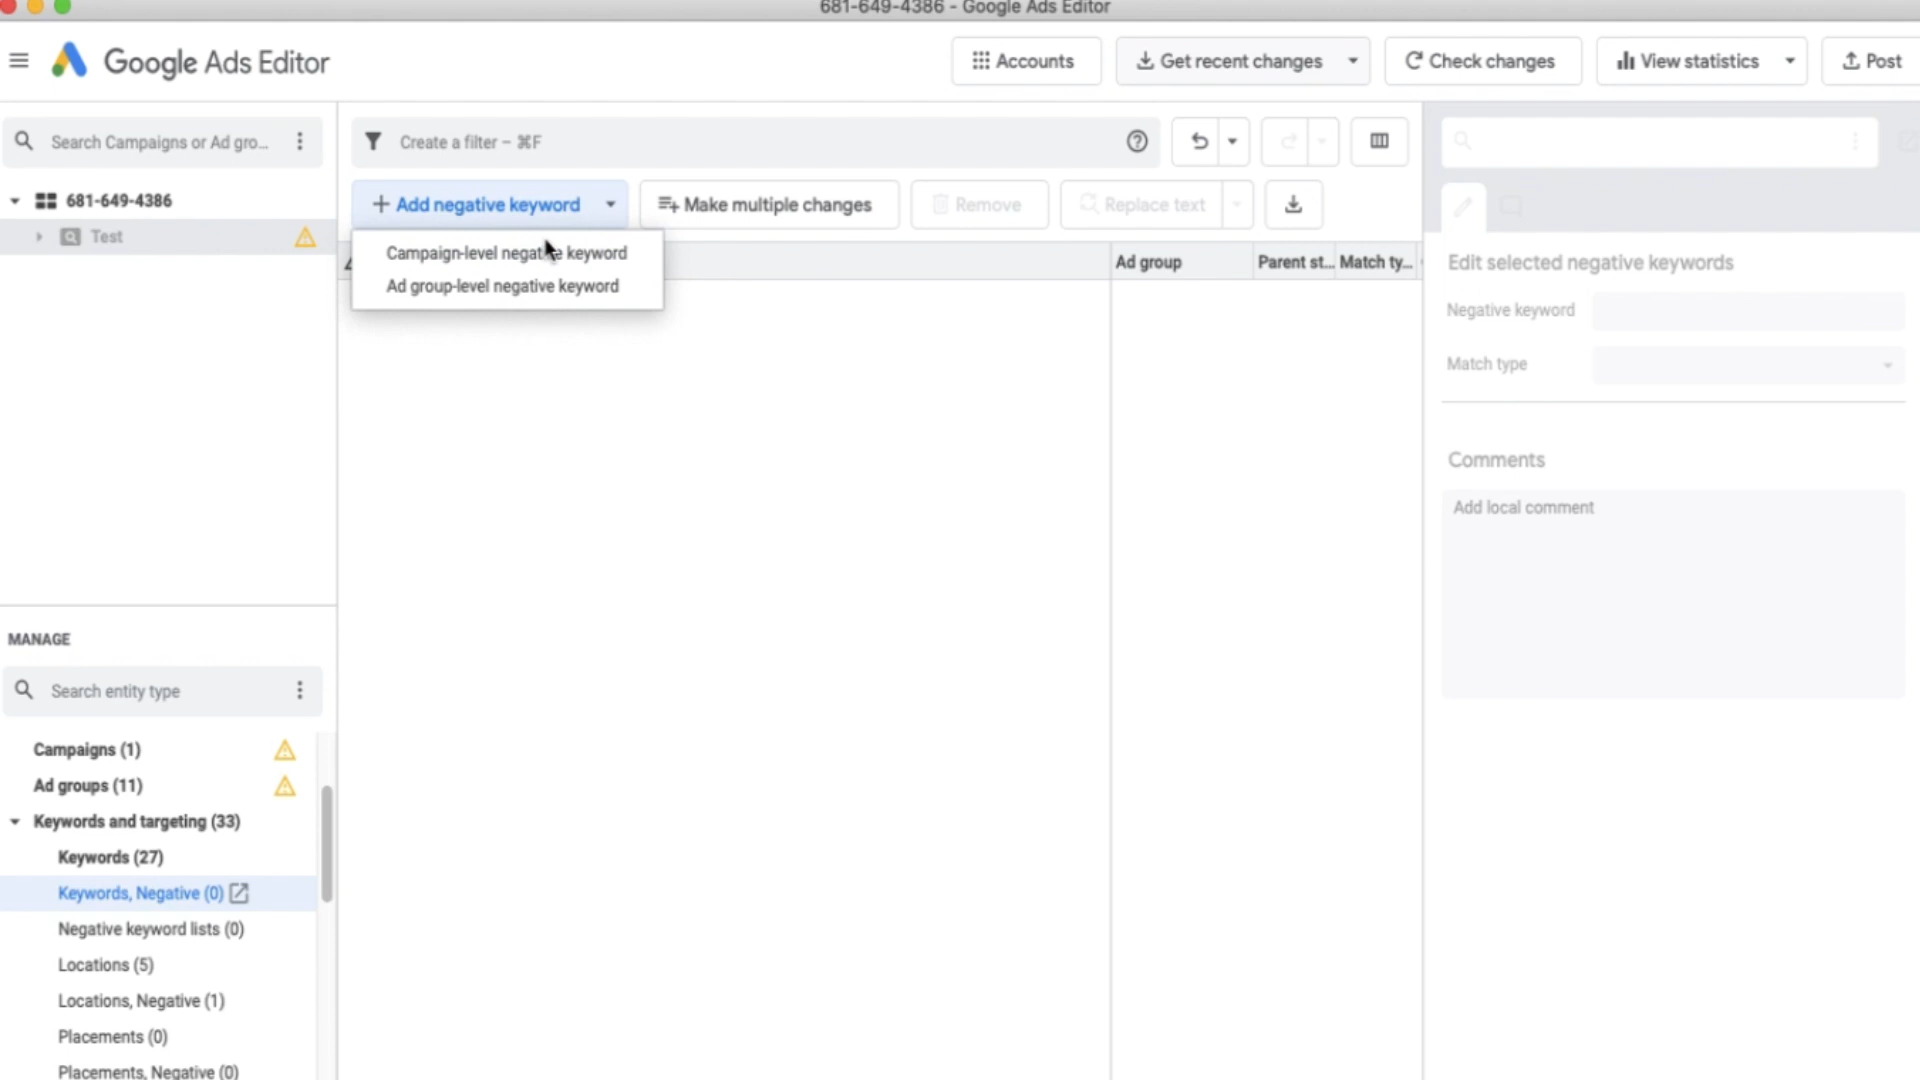 681-649-4386 - Google Ads Editor
Google Ads Editor
Accounts
Get recent changes
Check changes
View statistics
Post
Search Campaigns or Ad gro...
Create a filter – ⌘F
681-649-4386
Test
+ Add negative keyword
Make multiple changes
Remove
Replace text
Campaign-level negative keyword
Ad group-level negative keyword
Ad group
Parent st...
Match ty...
Edit selected negative keywords
Negative keyword
Match type
Comments
Add local comment
MANAGE
Search entity type
Campaigns (1)
Ad groups (11)
Keywords and targeting (33)
Keywords (27)
Keywords, Negative (0)
Negative keyword lists (0)
Locations (5)
Locations, Negative (1)
Placements (0)
Placements, Negative (0)